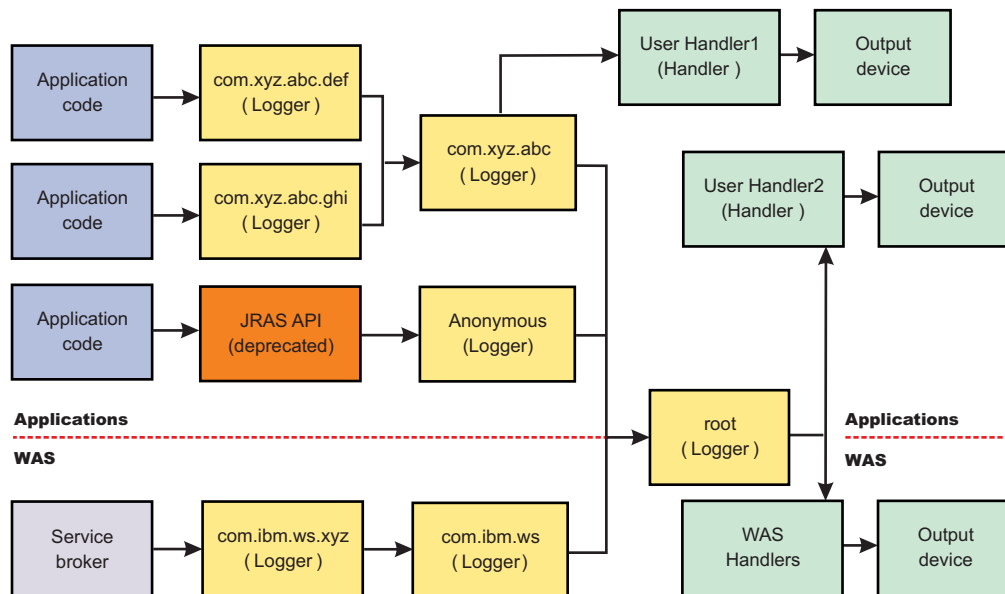 Application
code
com.xyz.abc.def
( Logger )
User Handler1
(Handler )
Output
device
com.xyz.abc
( Logger )
Application
code
com.xyz.abc.ghi
( Logger )
User Handler2
(Handler )
Output
device
Application
code
JRAS API
(deprecated)
Anonymous
(Logger)
Applications
WAS
root
( Logger )
Applications
WAS
Service
broker
com.ibm.ws.xyz
( Logger )
com.ibm.ws
( Logger )
WAS
Handlers
Output
device